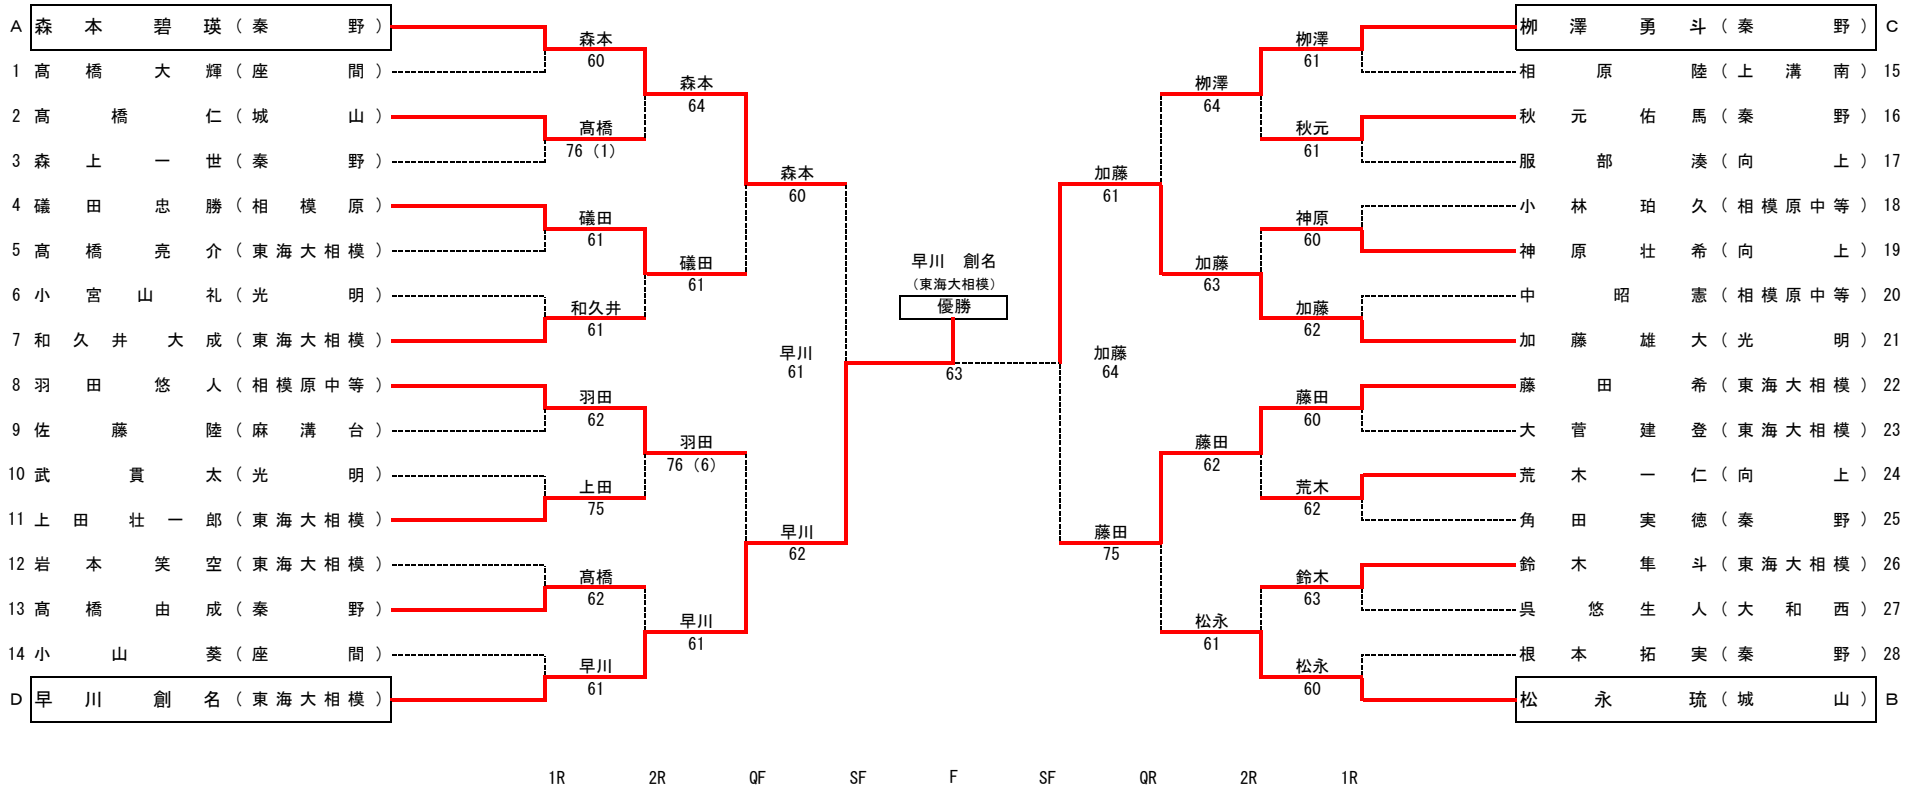 A 森本 碧瑛（秦野）
1 髙橋 大輝（座間）
2 髙橋 仁（城山）
3 森上 一世（秦野）
4 礒田 忠勝（相模原）
5 髙橋 亮介（東海大相模）
6 小宮山 礼（光明）
7 和久井 大成（東海大相模）
8 羽田 悠人（相模原中等）
9 佐藤 陸（麻溝台）
10 武 貫太（光明）
11 上田 壮一郎（東海大相模）
12 岩本 笑空（東海大相模）
13 髙橋 由成（秦野）
14 小山 葵（座間）
D 早川 創名（東海大相模）
森本
60
髙橋
76（1）
礒田
61
和久井
61
羽田
62
上田
75
髙橋
62
早川
61
森本
64
礒田
61
羽田
76（6）
早川
61
森本
60
早川
62
早川
61
早川 創名
（東海大相模）
優勝
63
加藤
64
加藤
61
藤田
75
栁澤
64
加藤
63
藤田
62
松永
61
栁澤
61
秋元
61
神原
60
加藤
62
藤田
60
荒木
62
鈴木
63
松永
60
栁澤 勇斗（秦野） C
相原 陸（上溝南） 15
秋元 佑馬（秦野） 16
服部 湊（向上） 17
小林 珀久（相模原中等） 18
神原 壮希（向上） 19
中 昭憲（相模原中等） 20
加藤 雄大（光明） 21
藤田 希（東海大相模） 22
大菅 建登（東海大相模） 23
荒木 一仁（向上） 24
角田 実徳（秦野） 25
鈴木 隼斗（東海大相模） 26
呉 悠生人（大和西） 27
根本 拓実（秦野） 28
松永 琉（城山） B
1R 2R QF SF F SF QR 2R 1R